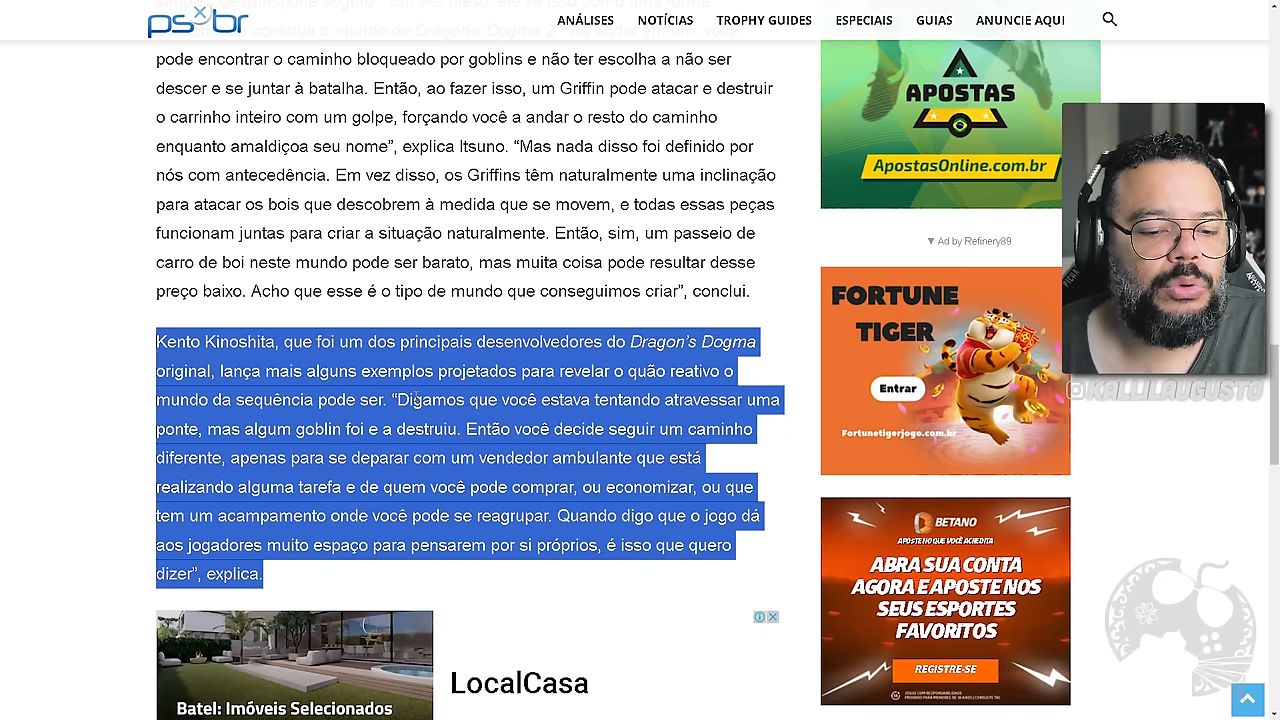 ps br
ANÁLISES NOTÍCIAS TROPHY GUIDES ESPECIAIS GUIAS ANUNCIE AQUI
pode encontrar o caminho bloqueado por goblins e não ter escolha a não ser
descer e se juntar à batalha. Então, ao fazer isso, um Griffin pode atacar e destruir
o carrinho inteiro com um golpe, forçando você a andar o resto do caminho
enquanto amaldiçoa seu nome”, explica Itsuno. “Mas nada disso foi definido por
nós com antecedência. Em vez disso, os Griffins têm naturalmente uma inclinação
para atacar os bois que descobrem à medida que se movem, e todas essas peças
funcionam juntas para criar a situação naturalmente. Então, sim, um passeio de
carro de boi neste mundo pode ser barato, mas muita coisa pode resultar desse
preço baixo. Acho que esse é o tipo de mundo que conseguimos criar”, conclui.
Kento Kinoshita, que foi um dos principais desenvolvedores do Dragon’s Dogma
original, lança mais alguns exemplos projetados para revelar o quão reativo o
mundo da sequência pode ser. “Digamos que você estava tentando atravessar uma
ponte, mas algum goblin foi e a destruiu. Então você decide seguir um caminho
diferente, apenas para se deparar com um vendedor ambulante que está
realizando alguma tarefa e de quem você pode comprar, ou economizar, ou que
tem um acampamento onde você pode se reagrupar. Quando digo que o jogo dá
aos jogadores muito espaço para pensarem por si próprios, é isso que quero
dizer”, explica.
LocalCasa
APOSTAS
ApostasOnline.com.br
▼ Ad by Refinery89
FORTUNE
TIGER
Entrar
Fortunetigerjogo.com.br
BETANO
APOSTE NO QUE VOCÊ ACREDITA
ABRA SUA CONTA
AGORA E APOSTE NOS
SEUS ESPORTES
FAVORITOS
REGISTRE-SE
@KALLILAUGUSTO